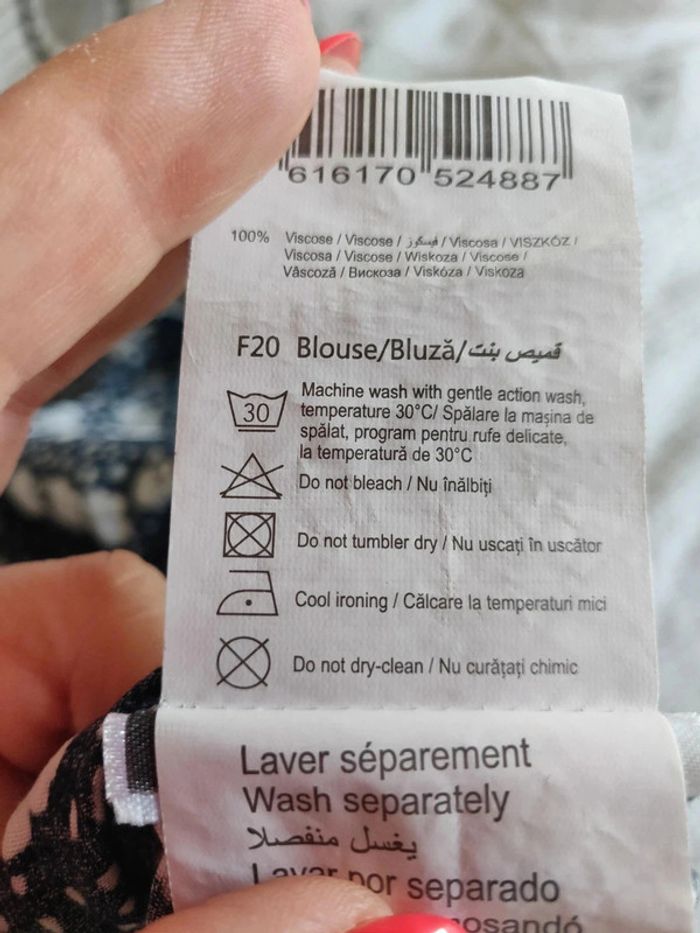 616170 524887
100% Viscose / Viscose / فيسكوز / Viscosa / VISZKÓZ /
Viscosa / Viscose / Wiskoza / Viscose /
Vâscoză / Вискоза / Viskóza / Viskoza
F20 Blouse/Bluză/قميص بنت
Machine wash with gentle action wash,
30 temperature 30°C/ Spălare la mașina de
spălat, program pentru rufe delicate,
la temperatură de 30°C
Do not bleach / Nu înălbiți
Do not tumbler dry / Nu uscați în uscător
Cool ironing / Călcare la temperaturi mici
Do not dry-clean / Nu curățați chimic
Laver séparement
Wash separately
يغسل منفصلا
Lavar por separado